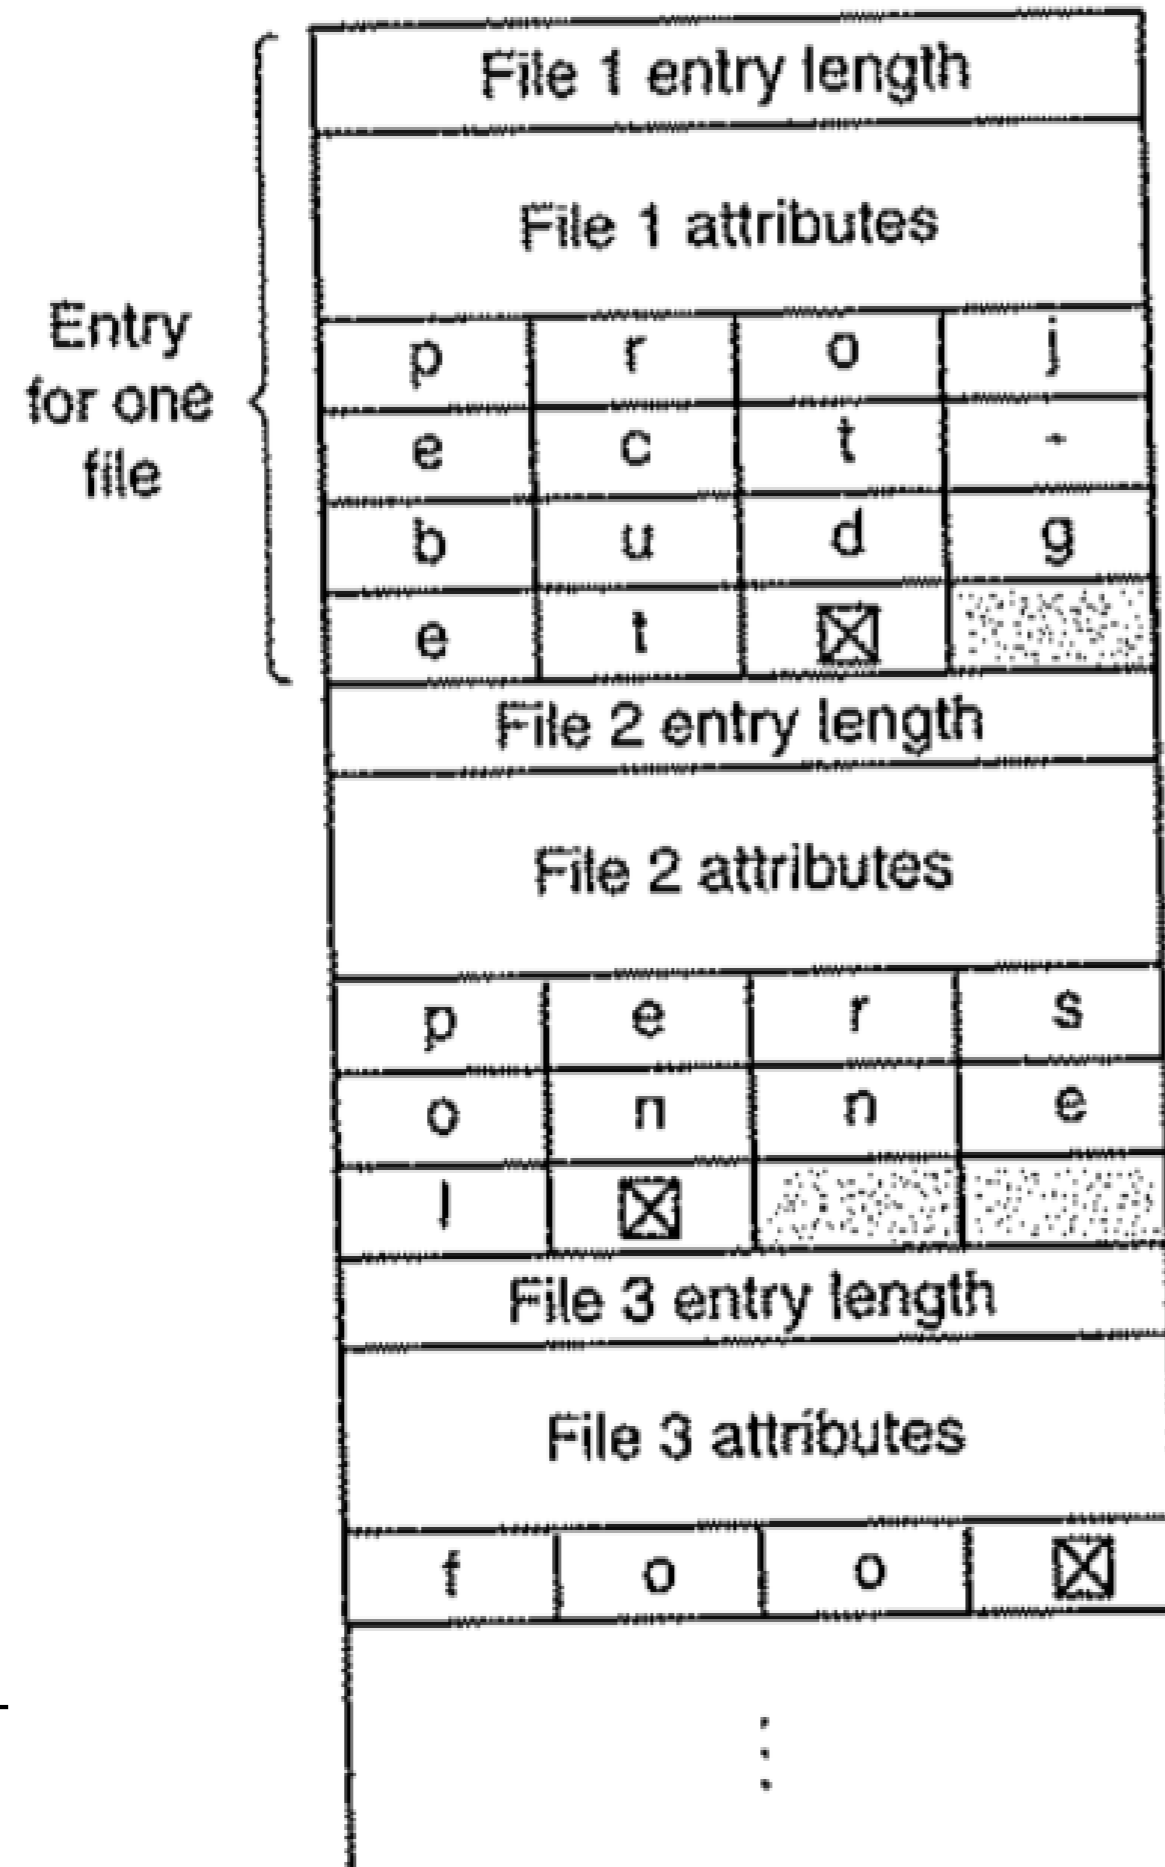 File 1 entry length
File 1 attributes
Entry
for one
file
p r o j
e c t -
b u d g
e t
File 2 entry length
File 2 attributes
p e r s
o n n e
l
File 3 entry length
File 3 attributes
f o o